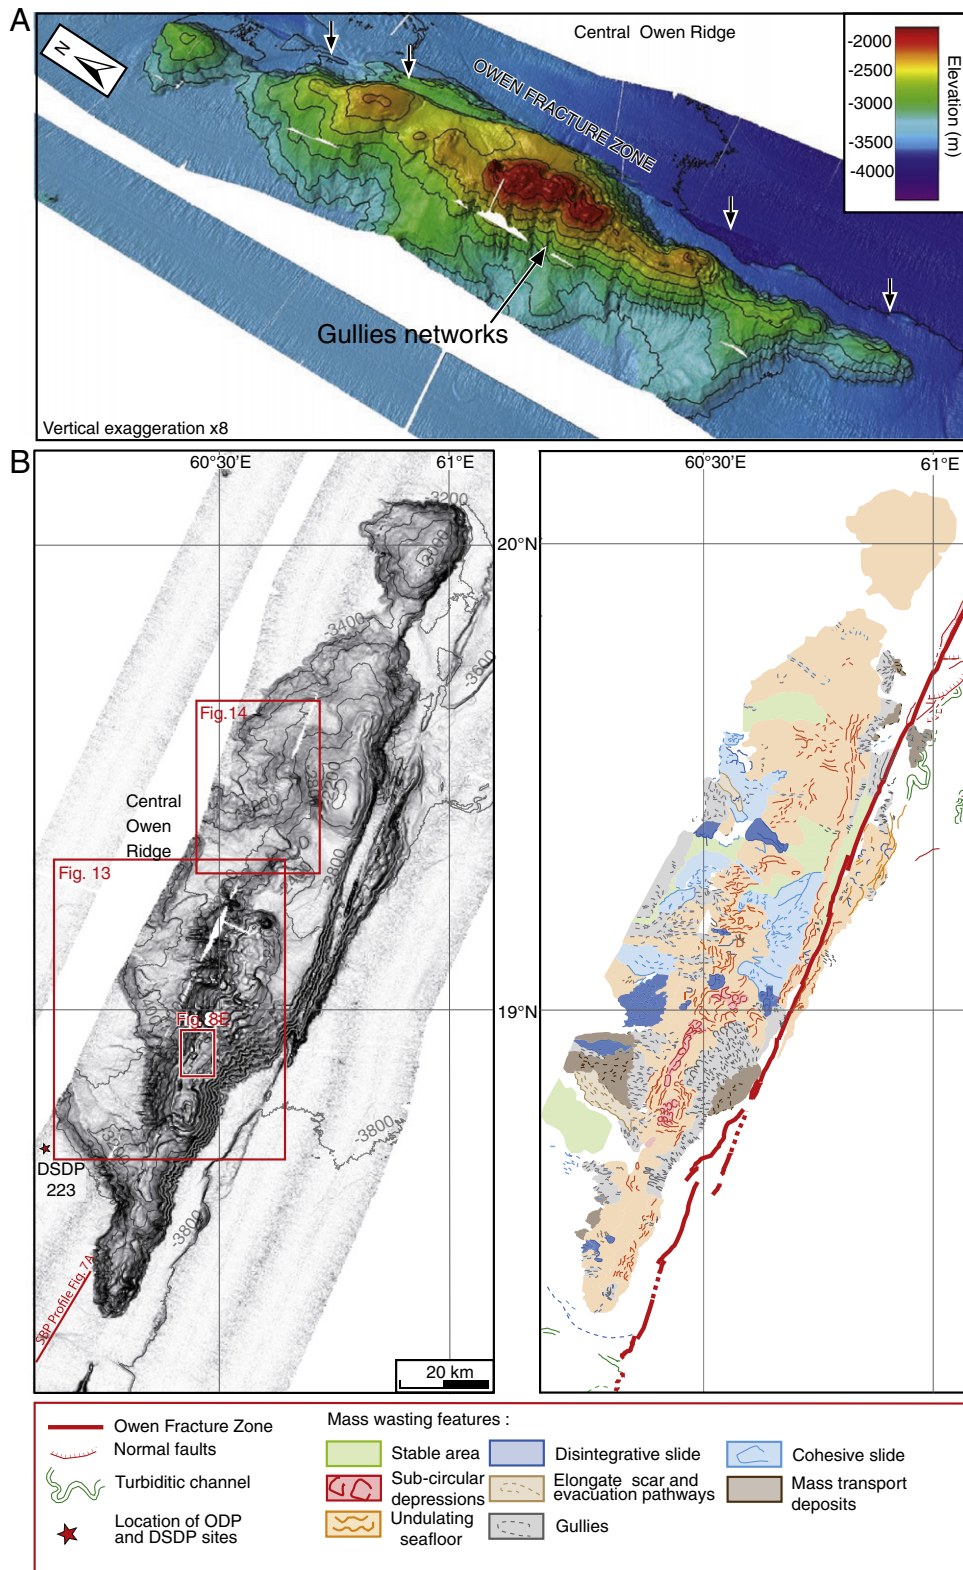 A
Central Owen Ridge
N
OWEN FRACTURE ZONE
-2000
-2500
-3000
-3500
-4000
Elevation (m)
Gullies networks
Vertical exaggeration x8
B
60°30'E
61°E
60°30'E
61°E
20°N
19°N
-3200
-3400
-3800
Fig.14
Central
Owen
Ridge
-2800
Fig. 13
Fig. 8E
-3800
DSDP
223
-3800
SBP Profile Fig. 7A
20 km
Owen Fracture Zone
Normal faults
Turbiditic channel
Location of ODP
and DSDP sites
Mass wasting features :
Stable area
Sub-circular
depressions
Undulating
seafloor
Disintegrative slide
Elongate scar and
evacuation pathways
Gullies
Cohesive slide
Mass transport
deposits